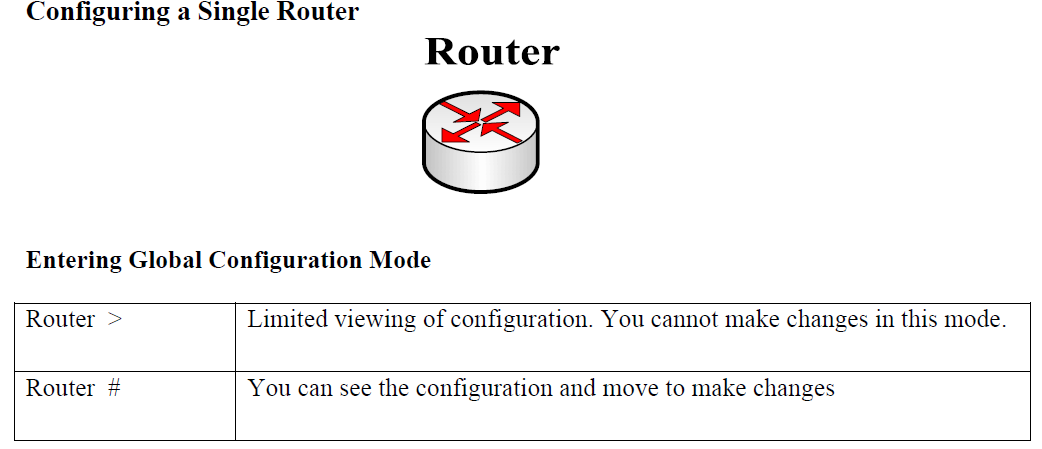 Configuring a Single Router
Router
Entering Global Configuration Mode
Router >
Limited viewing of configuration. You cannot make changes in this mode.
Router #
You can see the configuration and move to make changes